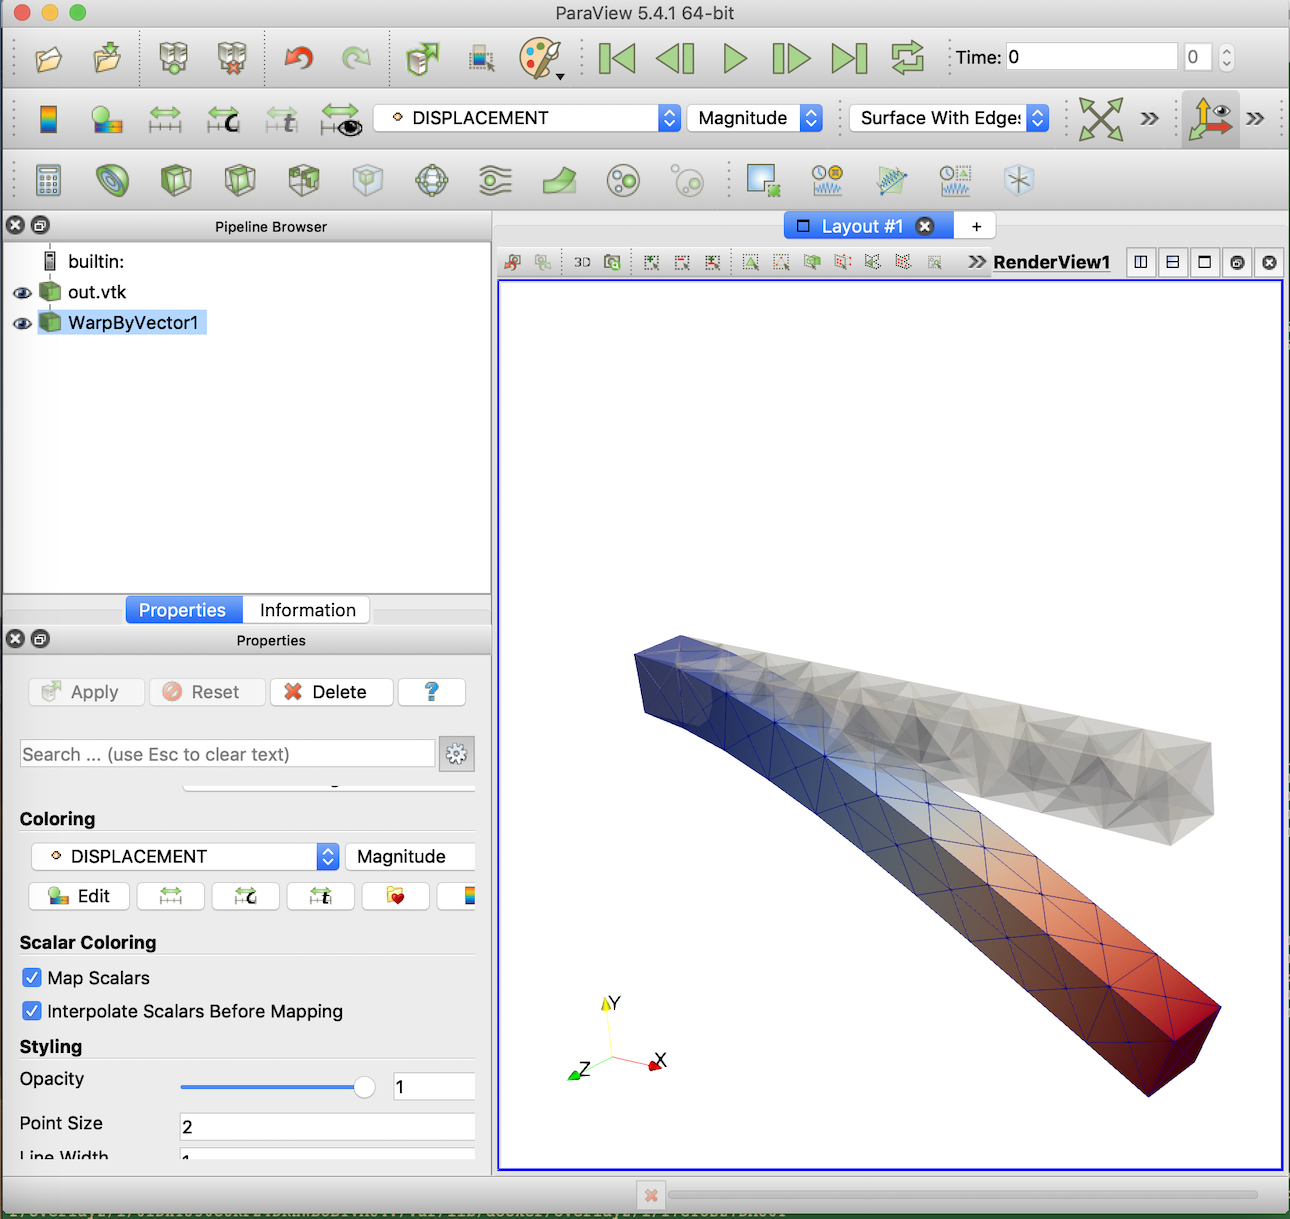 ParaView 5.4.1 64-bit
Time: 0
0
DISPLACEMENT
Magnitude
Surface With Edges
Pipeline Browser
Layout #1
+
builtin:
3D
RenderView1
out.vtk
WarpByVector1
Properties
Information
Properties
Apply
Reset
Delete
?
Search ... (use Esc to clear text)
Coloring
DISPLACEMENT
Magnitude
Edit
Scalar Coloring
Map Scalars
Interpolate Scalars Before Mapping
Styling
Opacity
1
Point Size
2
Line Width
Y
X
Z